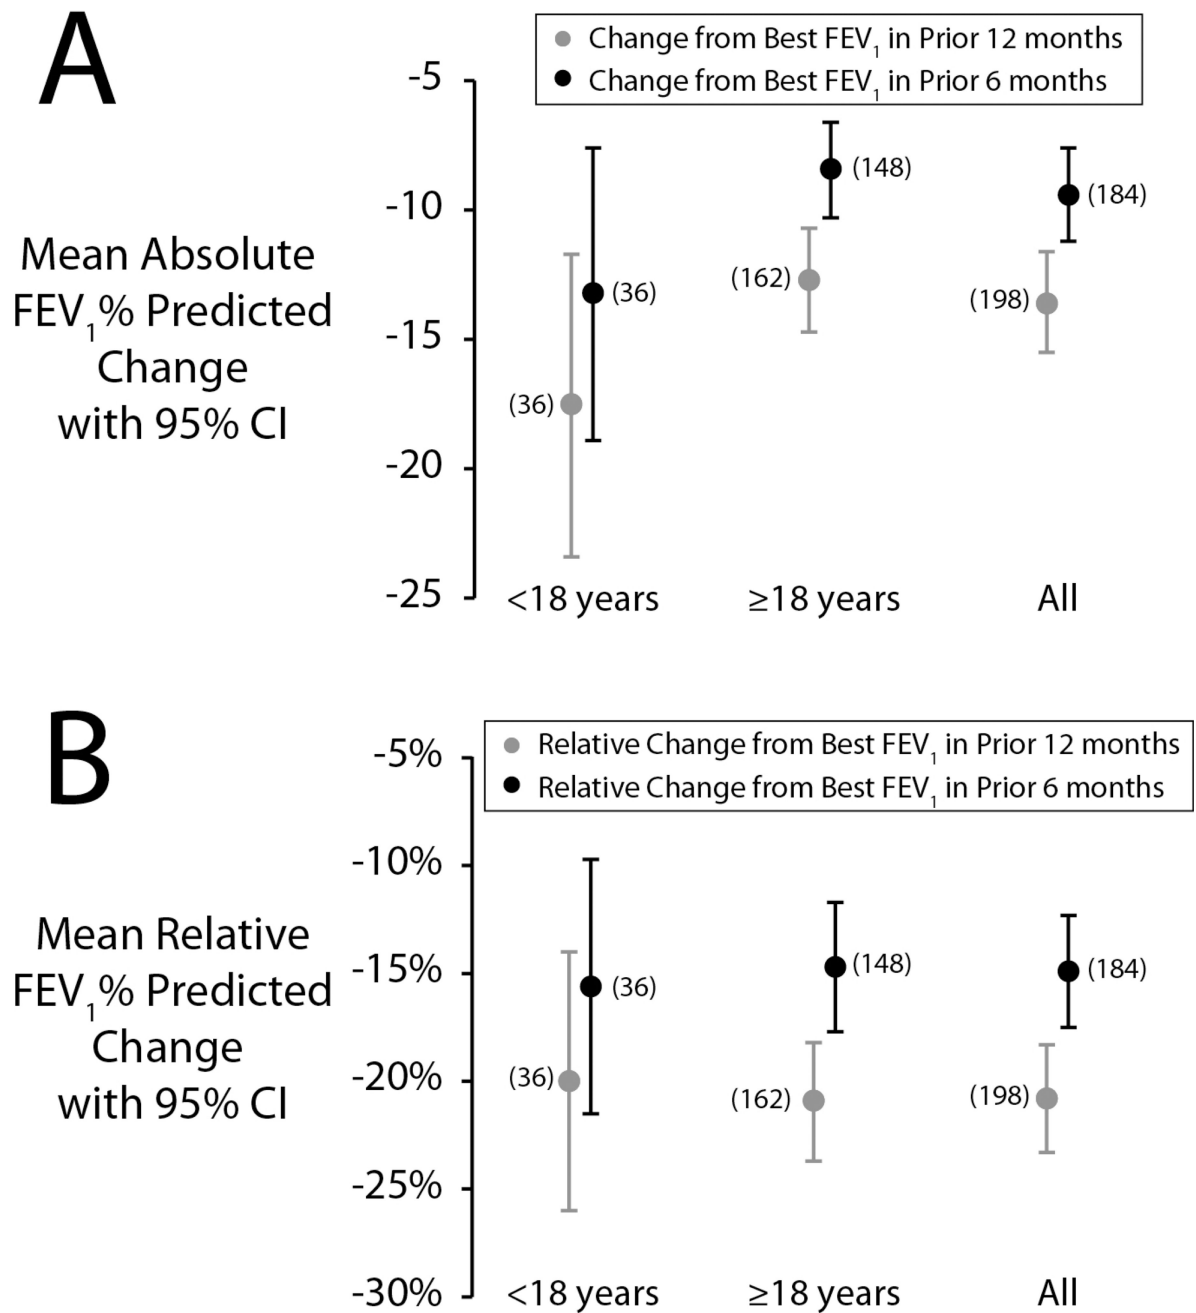 A
Change from Best FEV₁ in Prior 12 months
Change from Best FEV₁ in Prior 6 months
-5
-10
-15
-20
-25
Mean Absolute
FEV₁% Predicted
Change
with 95% CI
(36)
(36)
(162)
(148)
(198)
(184)
<18 years
≥18 years
All
B
Relative Change from Best FEV₁ in Prior 12 months
Relative Change from Best FEV₁ in Prior 6 months
-5%
-10%
-15%
-20%
-25%
-30%
Mean Relative
FEV₁% Predicted
Change
with 95% CI
(36)
(36)
(162)
(148)
(198)
(184)
<18 years
≥18 years
All